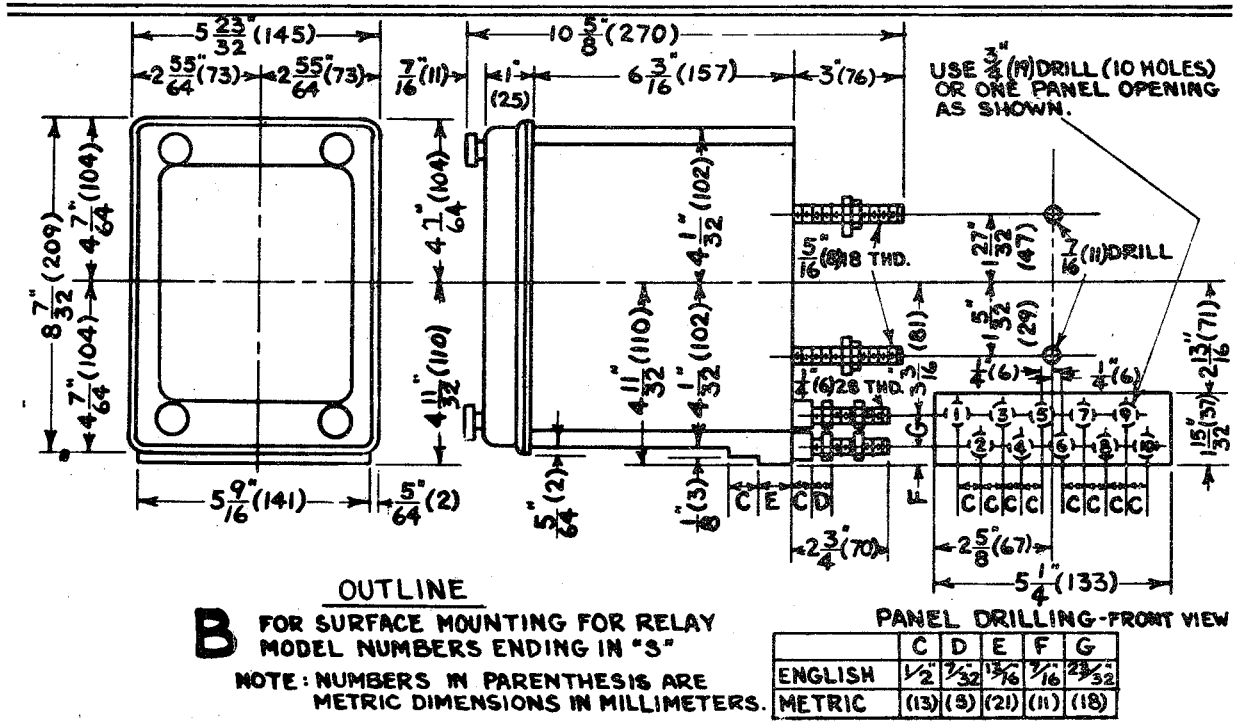 5 23/32" (145)
2 55/64" (73)
2 55/64" (73)
7/16" (11)
10 5/8" (270)
1" (25)
6 3/16" (157)
3" (76)
USE 3/4" (19) DRILL (10 HOLES)
OR ONE PANEL OPENING
AS SHOWN.
8 7/32" (209)
4 7/64" (104)
4 7/64" (104)
4 7/64" (104)
4 11/32" (110)
4 1/32" (102)
4 11/32" (110)
4 1/32" (102)
5/16" (8) 18 THD.
1/4" (6) 28 THD.
3 3/16" (81)
1 27/32" (47)
1 5/32" (29)
7/16" (11) DRILL
1/4" (6)
1/4" (6)
2 13/16" (71)
1 15/32" (37)
G
F
1 3 5 7 9
2 4 6 8 10
C C C C C C C C
5 9/16" (141)
5/64" (2)
5/64" (2)
1/8" (3)
C E C D
2 3/4" (70)
2 5/8" (67)
5 1/4" (133)
OUTLINE
B FOR SURFACE MOUNTING FOR RELAY
MODEL NUMBERS ENDING IN "S"
NOTE: NUMBERS IN PARENTHESIS ARE
METRIC DIMENSIONS IN MILLIMETERS.
PANEL DRILLING-FRONT VIEW
C D E F G
ENGLISH 1/2" 7/32" 13/16" 7/16" 23/32"
METRIC (13) (21) (11) (18)